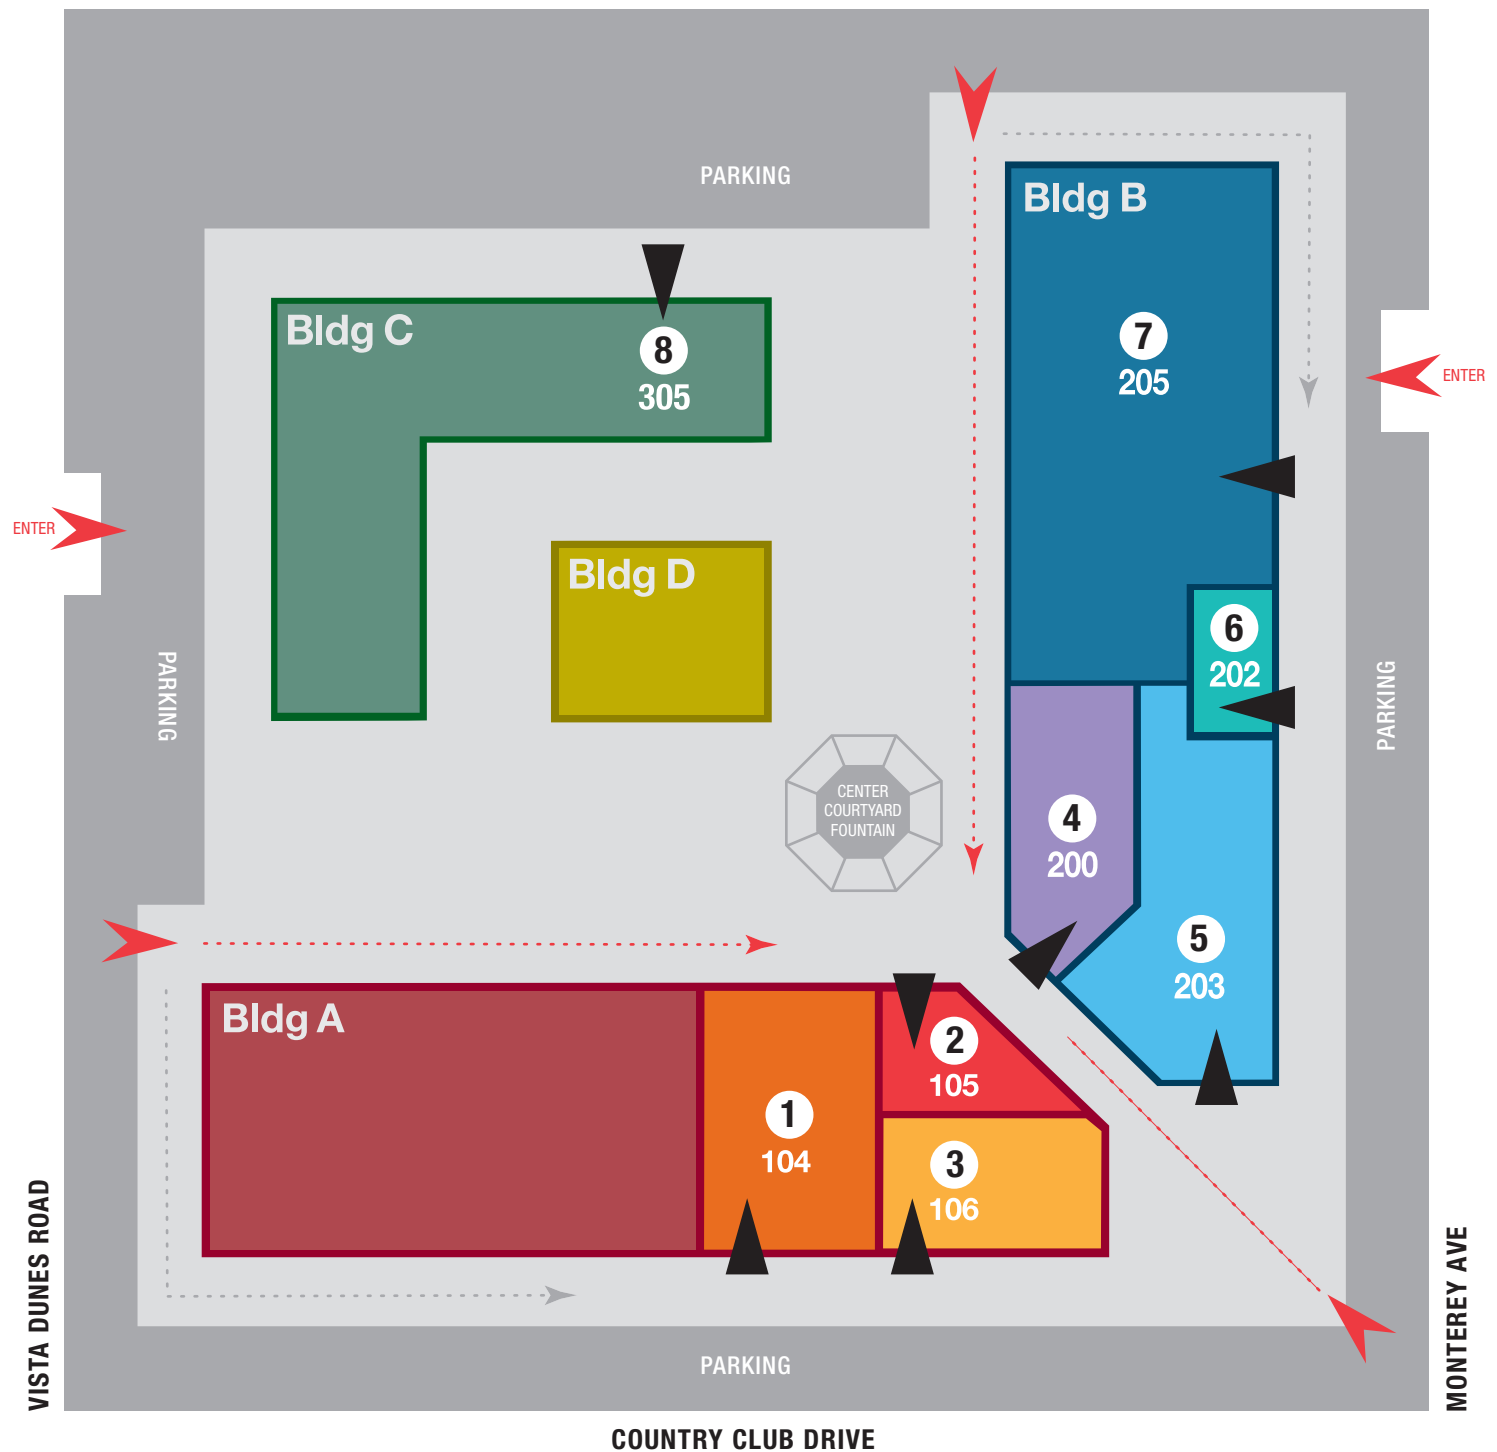 PARKING
Bldg B
7
205
Bldg C
8
305
ENTER
ENTER
Bldg D
6
202
PARKING
PARKING
CENTER
COURTYARD
FOUNTAIN
4
200
5
203
Bldg A
2
105
1
104
3
106
VISTA DUNES ROAD
MONTEREY AVE
PARKING
COUNTRY CLUB DRIVE